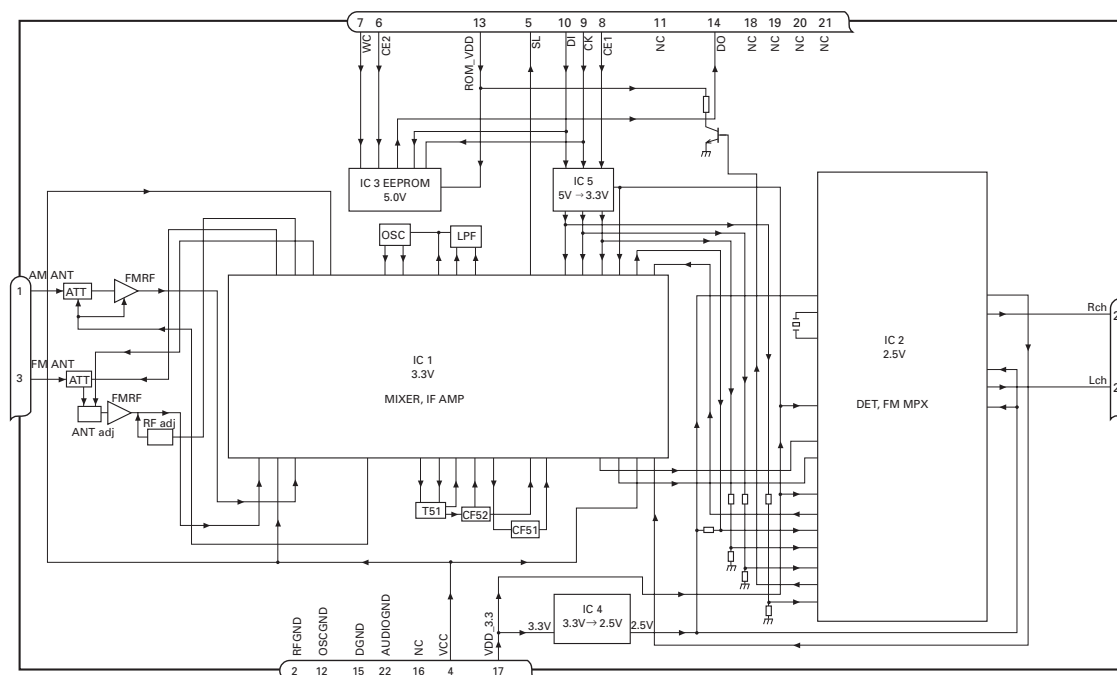 7 6 13 5 10 9 8 11 14 18 19 20 21
WC
CE2
ROM_VDD
SL
DI
CK
CE1
NC
DO
NC
NC
NC
NC
IC 3 EEPROM
5.0V
IC 5
5V → 3.3V
OSC
LPF
AM ANT
1
ATT
FMRF
FM ANT
3
ATT
FMRF
ANT adj
RF adj
IC 1
3.3V
MIXER, IF AMP
IC 2
2.5V
DET, FM MPX
Rch
2
Lch
2
T51
CF52
CF51
IC 4
3.3V → 2.5V
3.3V
2.5V
RFGND
OSCGND
DGND
AUDIOGND
NC
VCC
VDD_3.3
2 12 15 22 16 4 17